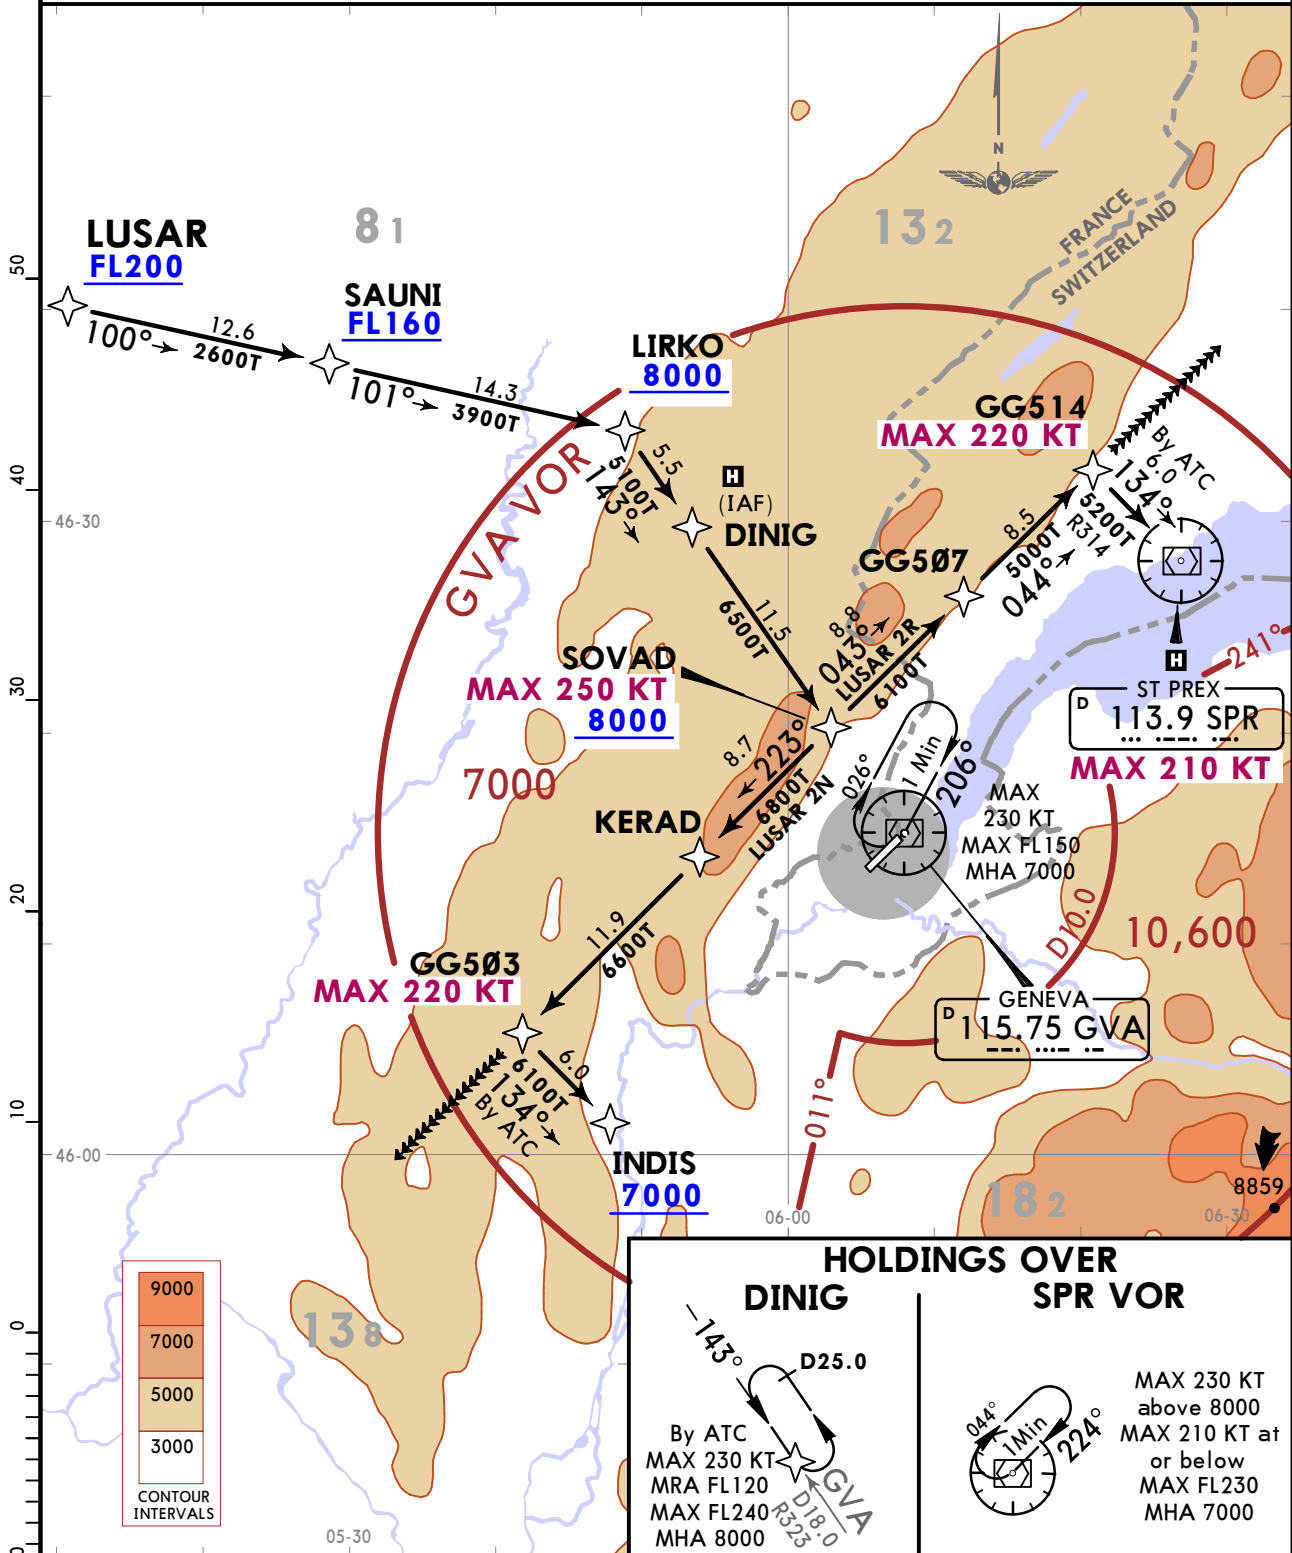 N
FRANCE
SWITZERLAND
8 1
13 2
LUSAR
FL200
SAUNI
FL160
12.6
100°
2600T
14.3
101°
3900T
LIRKO
8000
5.5
5100T
143°
GVA VOR
H
(IAF)
DINIG
11.5
6500T
GG514
MAX 220 KT
By ATC
6.0
134°
5200T
R314
8.5
5000T
044°
GG5Ø7
8.8
043°
LUSAR 2R
6100T
SOVAD
MAX 250 KT
8000
8.7
223°
6800T
LUSAR 2N
7000
KERAD
026°
1 Min
206°
MAX
230 KT
MAX FL150
MHA 7000
H
241°
ST PREX
D 113.9 SPR
MAX 210 KT
D10.0
10,600
GENEVA
D 115.75 GVA
11.9
6600T
GG5Ø3
MAX 220 KT
6.0
6100T
134°
By ATC
INDIS
7000
011°
18 2
8859
13 8
50
40
30
20
10
0
46-30
46-00
06-00
06-30
05-30
9000
7000
5000
3000
CONTOUR
INTERVALS
HOLDINGS OVER
DINIG
143°
D25.0
By ATC
MAX 230 KT
MRA FL120
MAX FL240
MHA 8000
GVA
D18.0
R323
SPR VOR
044°
1Min
224°
MAX 230 KT
above 8000
MAX 210 KT at
or below
MAX FL230
MHA 7000